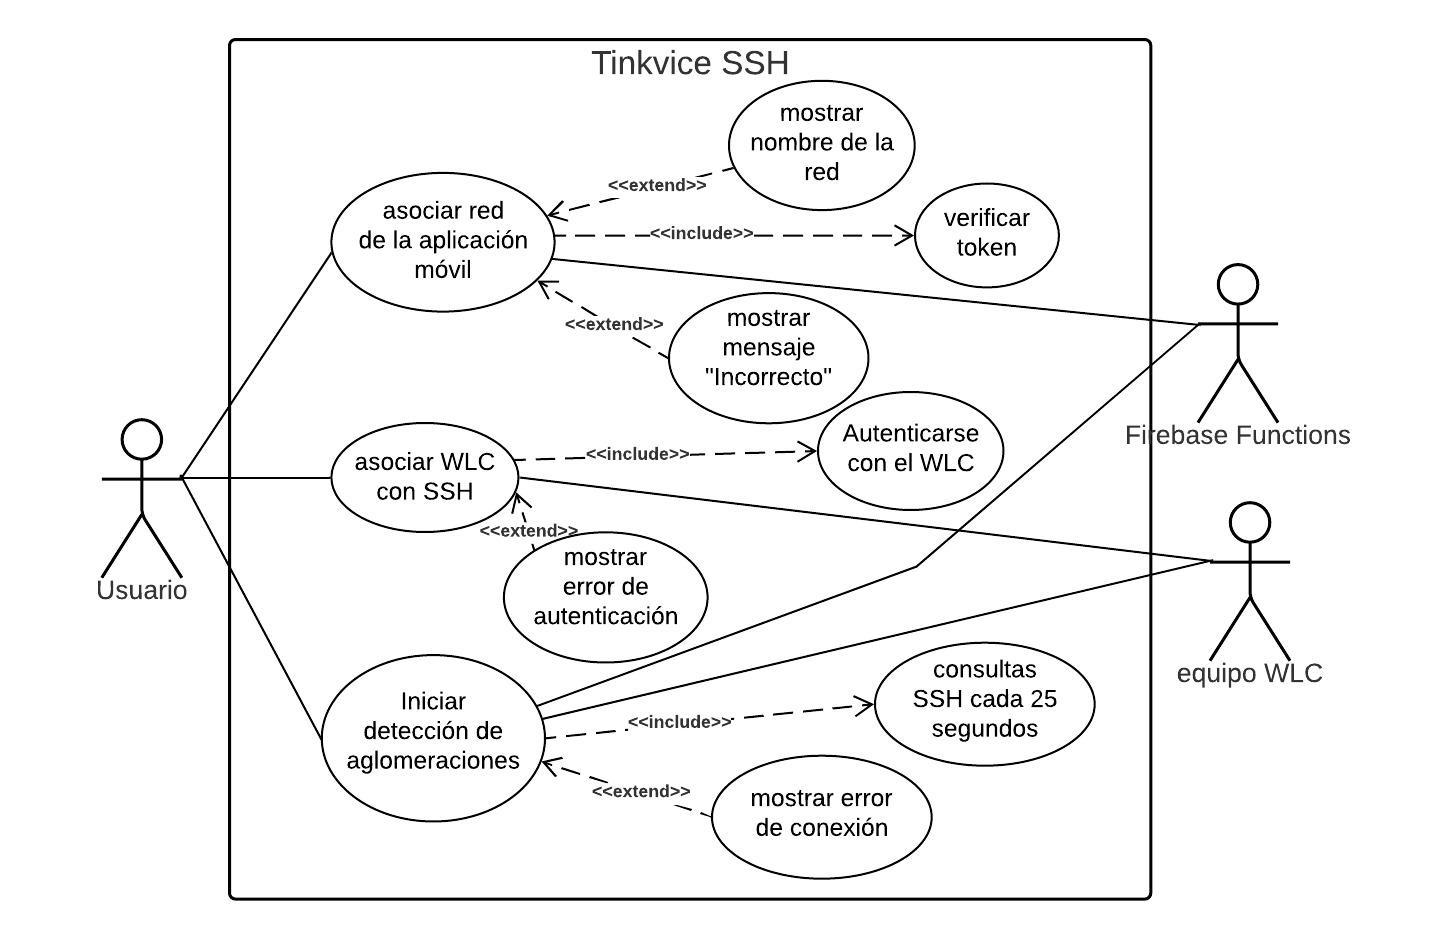 Tinkvice SSH
mostrar
nombre de la
red
<<extend>>
asociar red
de la aplicación
móvil
<<include>>
verificar
token
<<extend>>
mostrar
mensaje
"Incorrecto"
Firebase Functions
asociar WLC
con SSH
<<include>>
Autenticarse
con el WLC
<<extend>>
mostrar
error de
autenticación
Usuario
equipo WLC
Iniciar
detección de
aglomeraciones
<<include>>
consultas
SSH cada 25
segundos
<<extend>>
mostrar error
de conexión